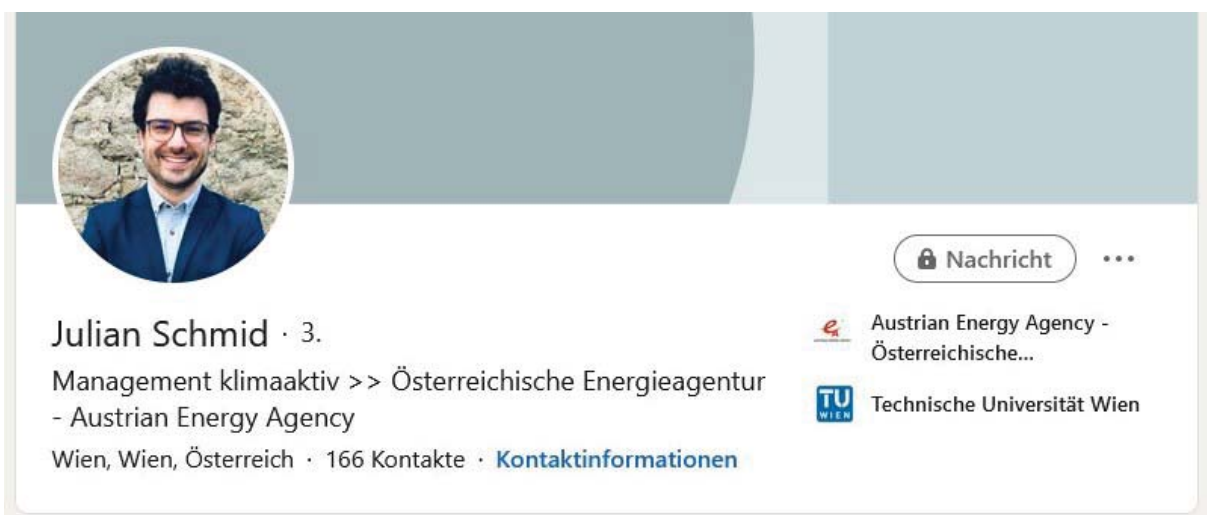 Nachricht
Julian Schmid · 3.
Management klimaaktiv >> Österreichische Energieagentur
- Austrian Energy Agency
Wien, Wien, Österreich · 166 Kontakte · Kontaktinformationen
Austrian Energy Agency -
Österreichische...
TU
WIEN
Technische Universität Wien